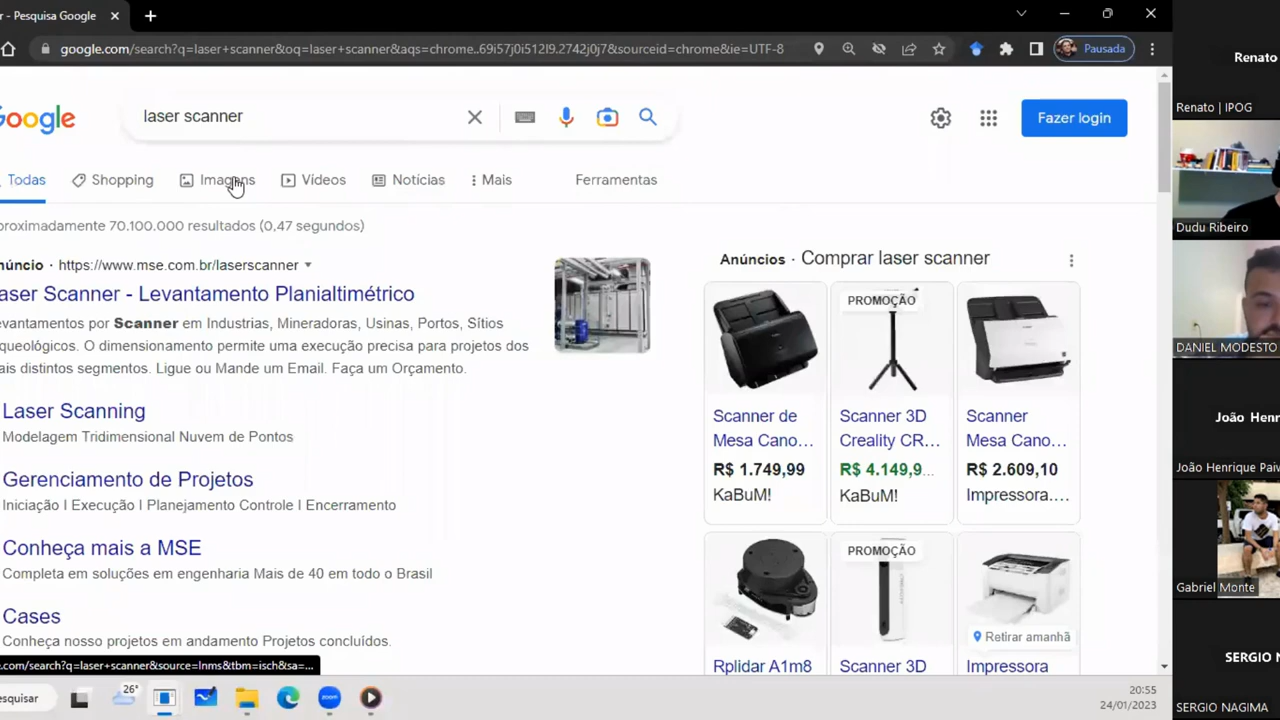 - Pesquisa Google
google.com/search?q=laser+scanner&oq=laser+scanner&aqs=chrome..69i57j0i512l9.2742j0j7&sourceid=chrome&ie=UTF-8
Pausada
Google
laser scanner
Fazer login
Todas
Shopping
Imagens
Vídeos
Notícias
Mais
Ferramentas
proximadamente 70.100.000 resultados (0,47 segundos)
núncio · https://www.mse.com.br/laserscanner
aser Scanner - Levantamento Planialtimétrico
evantamentos por Scanner em Industrias, Mineradoras, Usinas, Portos, Sítios
queológicos. O dimensionamento permite uma execução precisa para projetos dos
ais distintos segmentos. Ligue ou Mande um Email. Faça um Orçamento.
Laser Scanning
Modelagem Tridimensional Nuvem de Pontos
Gerenciamento de Projetos
Iniciação I Execução I Planejamento Controle I Encerramento
Conheça mais a MSE
Completa em soluções em engenharia Mais de 40 em todo o Brasil
Cases
Conheça nosso projetos em andamento Projetos concluídos.
Anúncios · Comprar laser scanner
Scanner de
Mesa Cano...
R$ 1.749,99
KaBuM!
PROMOÇÃO
Scanner 3D
Creality CR...
R$ 4.149,9...
KaBuM!
Scanner
Mesa Cano...
R$ 2.609,10
Impressora....
Rplidar A1m8
PROMOÇÃO
Scanner 3D
Retirar amanhã
Impressora
e.com/search?q=laser+scanner&source=lnms&tbm=isch&sa=...
esquisar
26°
zoom
20:55
24/01/2023
Renato
Renato | IPOG
Dudu Ribeiro
DANIEL MODESTO
João Henr
João Henrique Paiv
Gabriel Monte
SERGIO N
SERGIO NAGIMA